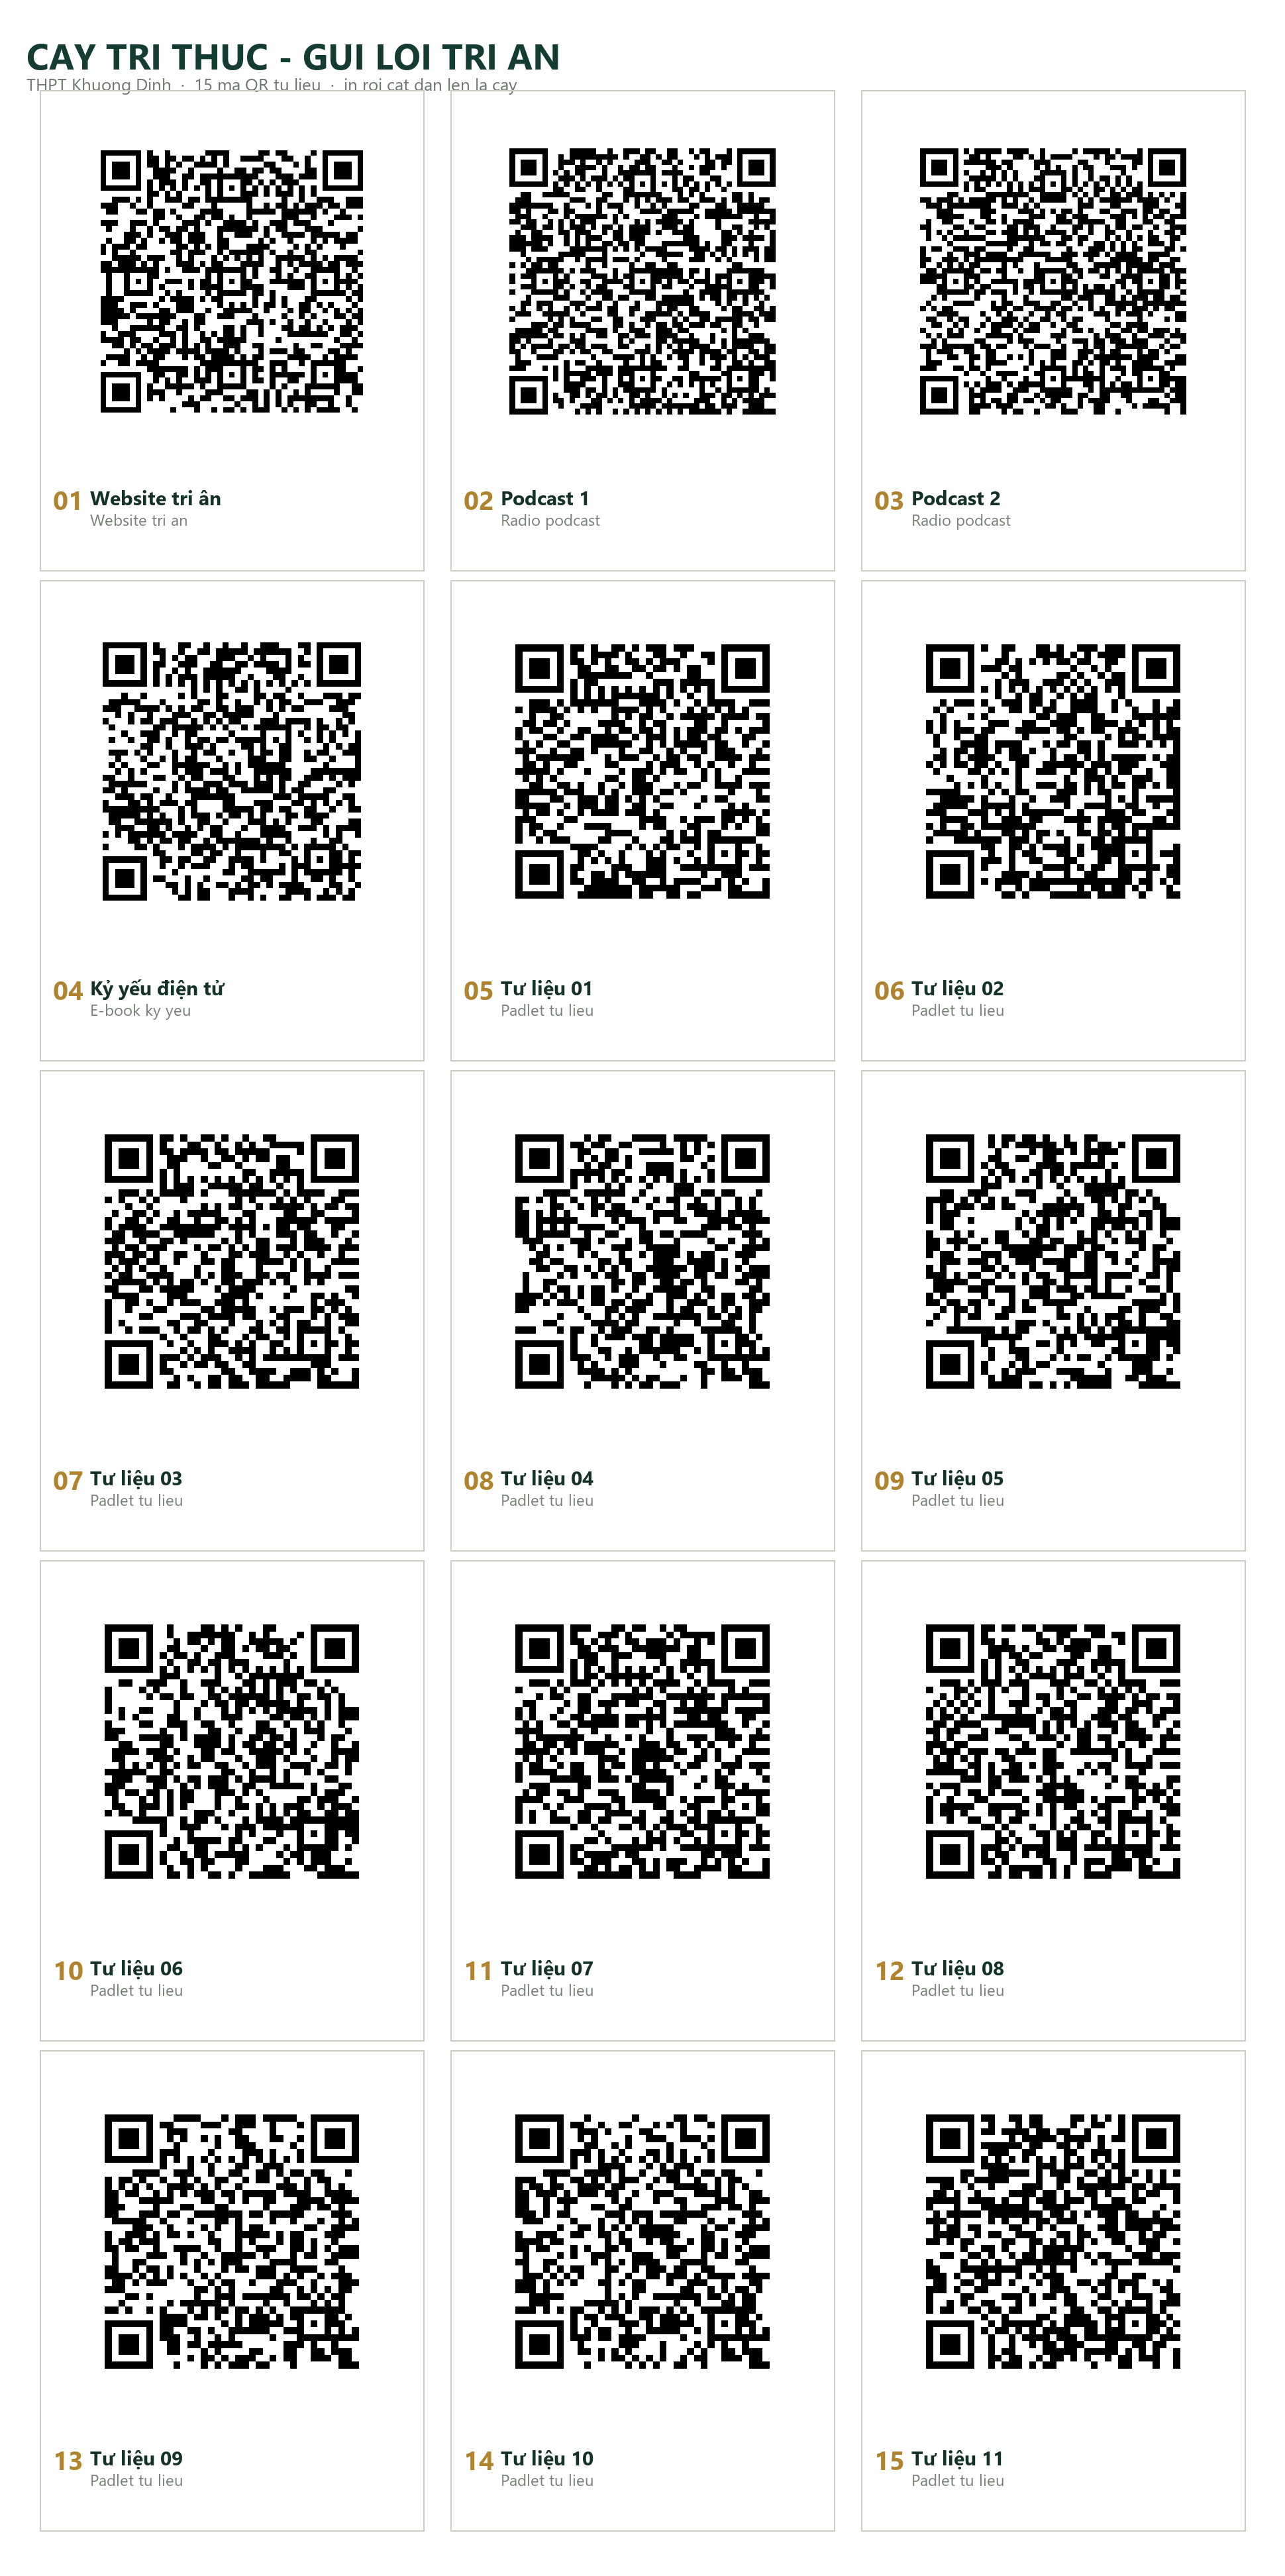 CAY TRI THUC - GUI LOI TRI AN
THPT Khuong Dinh · 15 ma QR tu lieu · in roi cat dan len la cay
01 Website tri ân
Website tri an
02 Podcast 1
Radio podcast
03 Podcast 2
Radio podcast
04 Kỷ yếu điện tử
E-book ky yeu
05 Tư liệu 01
Padlet tu lieu
06 Tư liệu 02
Padlet tu lieu
07 Tư liệu 03
Padlet tu lieu
08 Tư liệu 04
Padlet tu lieu
09 Tư liệu 05
Padlet tu lieu
10 Tư liệu 06
Padlet tu lieu
11 Tư liệu 07
Padlet tu lieu
12 Tư liệu 08
Padlet tu lieu
13 Tư liệu 09
Padlet tu lieu
14 Tư liệu 10
Padlet tu lieu
15 Tư liệu 11
Padlet tu lieu